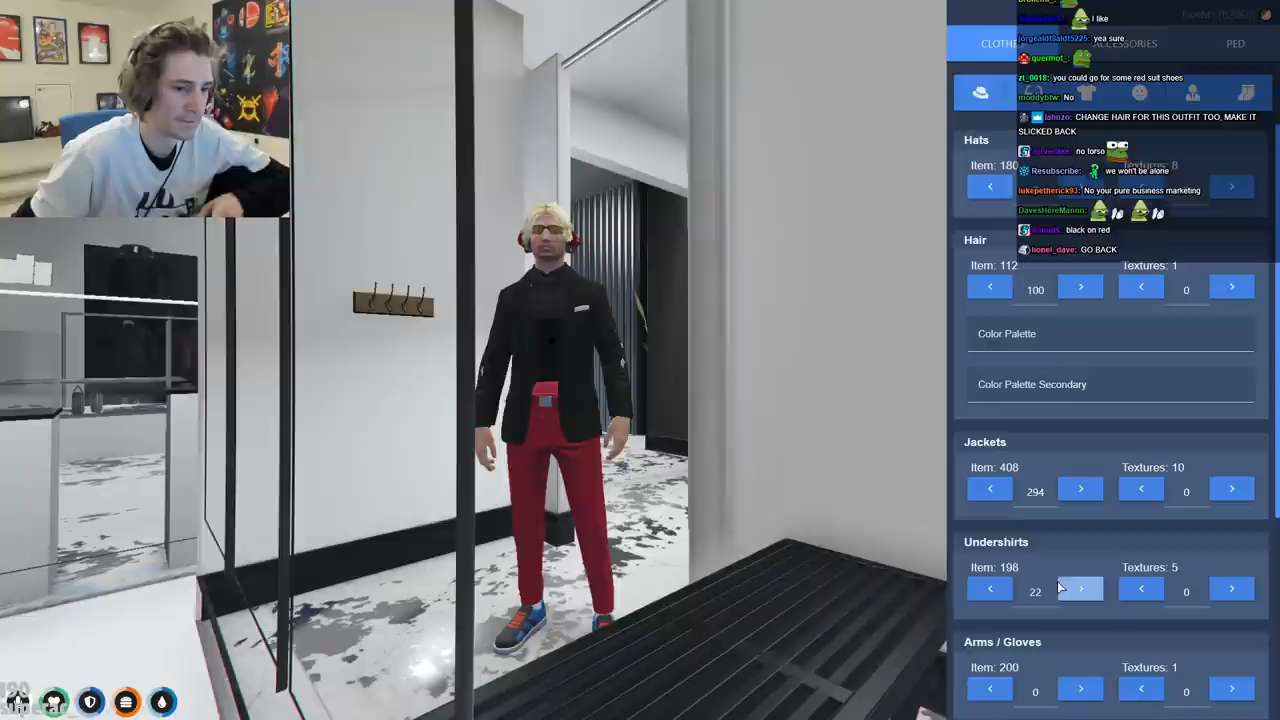 I like
jorgealdt8aldt5225: yea sure
quermot_:
zt_0018: you could go for some red suit shoes
moddybtw: No
lahnzo: CHANGE HAIR FOR THIS OUTFIT TOO, MAKE IT
SLICKED BACK
no torso
Resubscribe: we won't be alone
lukepetherick93: No your pure business marketing
DavesHereMannn:
black on red
lionel_dave: GO BACK
ACCESSORIES
PED
Hats
Item: 180
Hair
Item: 112
Textures: 1
<
100
>
<
0
>
Color Palette
Color Palette Secondary
Jackets
Item: 408
Textures: 10
<
294
>
<
0
>
Undershirts
Item: 198
Textures: 5
<
22
>
<
0
>
Arms / Gloves
Item: 200
Textures: 1
<
0
>
<
0
>